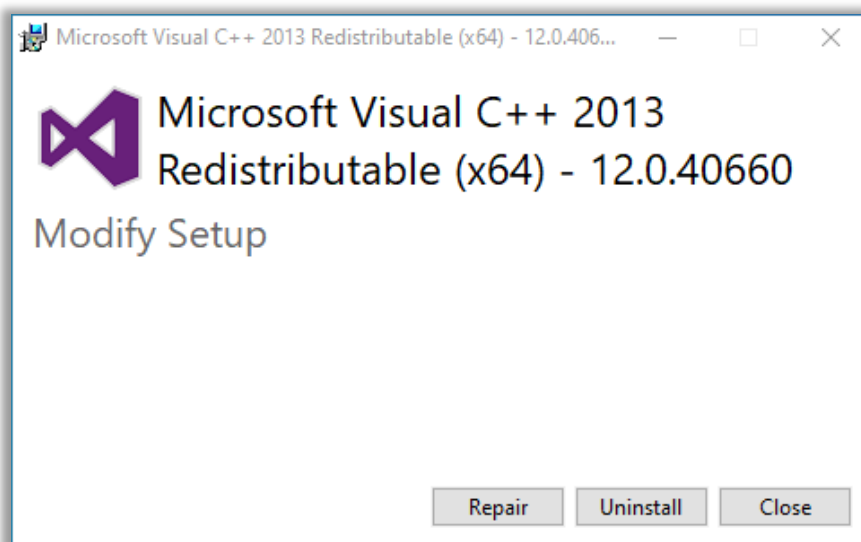 Microsoft Visual C++ 2013 Redistributable (x64) - 12.0.406...
Microsoft Visual C++ 2013
Redistributable (x64) - 12.0.40660
Modify Setup
Repair Uninstall Close